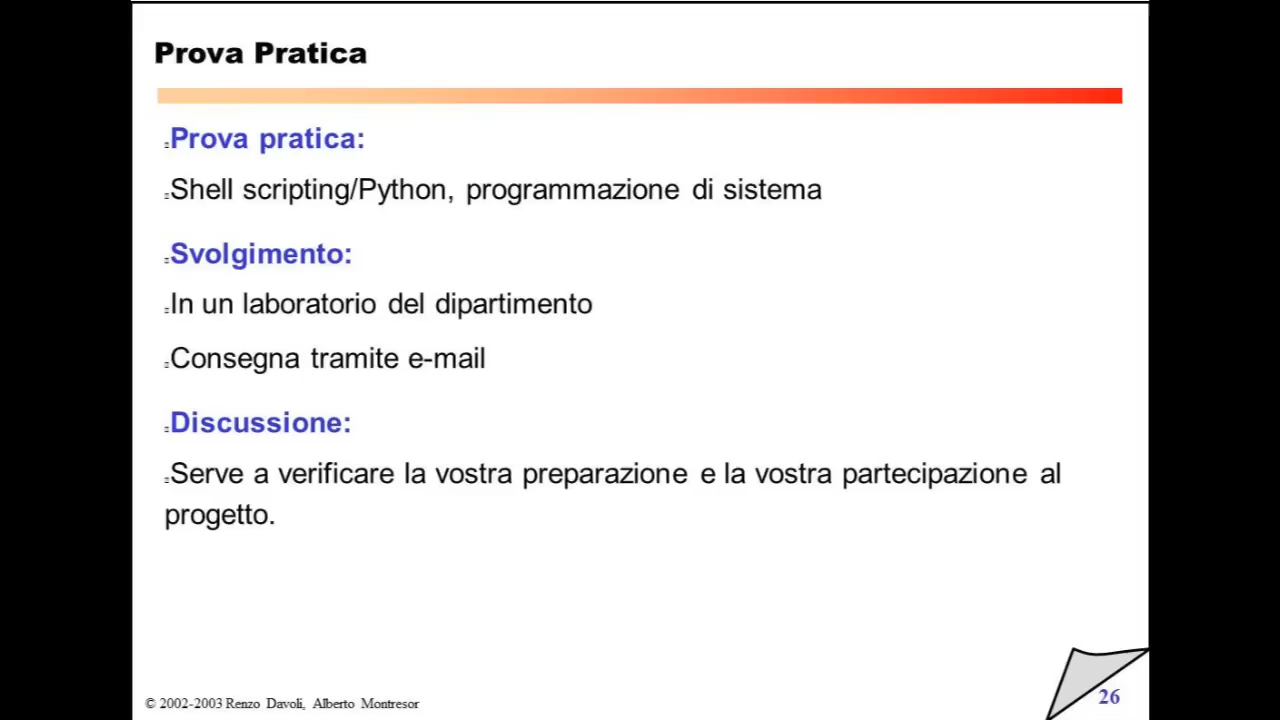 Prova Pratica
Prova pratica:
Shell scripting/Python, programmazione di sistema
Svolgimento:
In un laboratorio del dipartimento
Consegna tramite e-mail
Discussione:
Serve a verificare la vostra preparazione e la vostra partecipazione al
progetto.
© 2002-2003 Renzo Davoli, Alberto Montresor
26